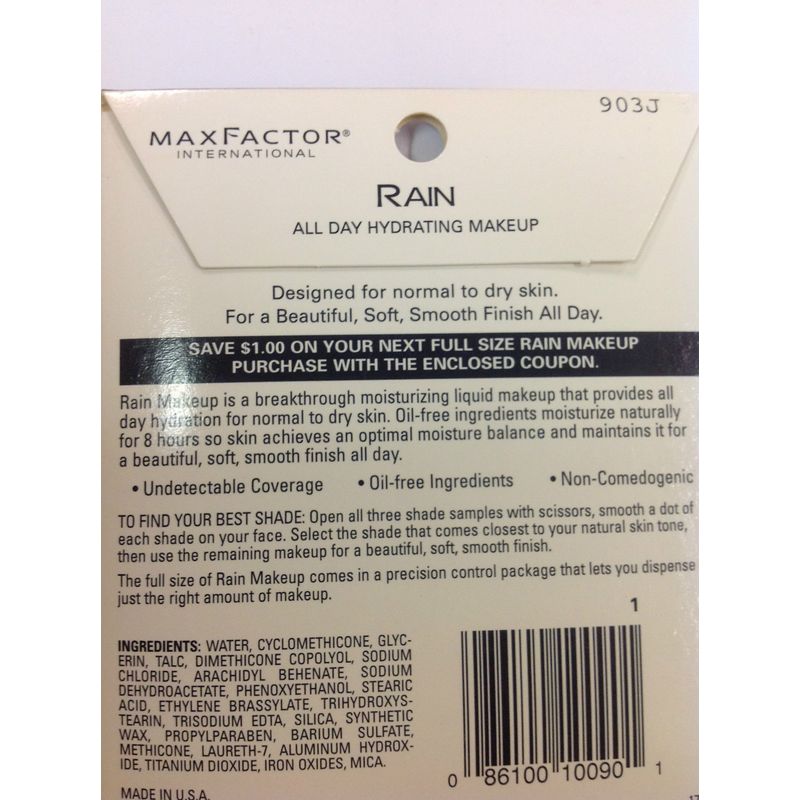 903J
MAXFACTOR®
INTERNATIONAL
RAIN
ALL DAY HYDRATING MAKEUP
Designed for normal to dry skin.
For a Beautiful, Soft, Smooth Finish All Day.
SAVE $1.00 ON YOUR NEXT FULL SIZE RAIN MAKEUP
PURCHASE WITH THE ENCLOSED COUPON.
Rain Makeup is a breakthrough moisturizing liquid makeup that provides all
day hydration for normal to dry skin. Oil-free ingredients moisturize naturally
for 8 hours so skin achieves an optimal moisture balance and maintains it for
a beautiful, soft, smooth finish all day.
• Undetectable Coverage • Oil-free Ingredients • Non-Comedogenic
TO FIND YOUR BEST SHADE: Open all three shade samples with scissors, smooth a dot of
each shade on your face. Select the shade that comes closest to your natural skin tone,
then use the remaining makeup for a beautiful, soft, smooth finish.
The full size of Rain Makeup comes in a precision control package that lets you dispense
just the right amount of makeup.
INGREDIENTS: WATER, CYCLOMETHICONE, GLYC-
ERIN, TALC, DIMETHICONE COPOLYOL, SODIUM
CHLORIDE, ARACHIDYL BEHENATE, SODIUM
DEHYDROACETATE, PHENOXYETHANOL, STEARIC
ACID, ETHYLENE BRASSYLATE, TRIHYDROXYS-
TEARIN, TRISODIUM EDTA, SILICA, SYNTHETIC
WAX, PROPYLPARABEN, BARIUM SULFATE,
METHICONE, LAURETH-7, ALUMINUM HYDROX-
IDE, TITANIUM DIOXIDE, IRON OXIDES, MICA.
MADE IN U.S.A.
1
0 86100 10090 1